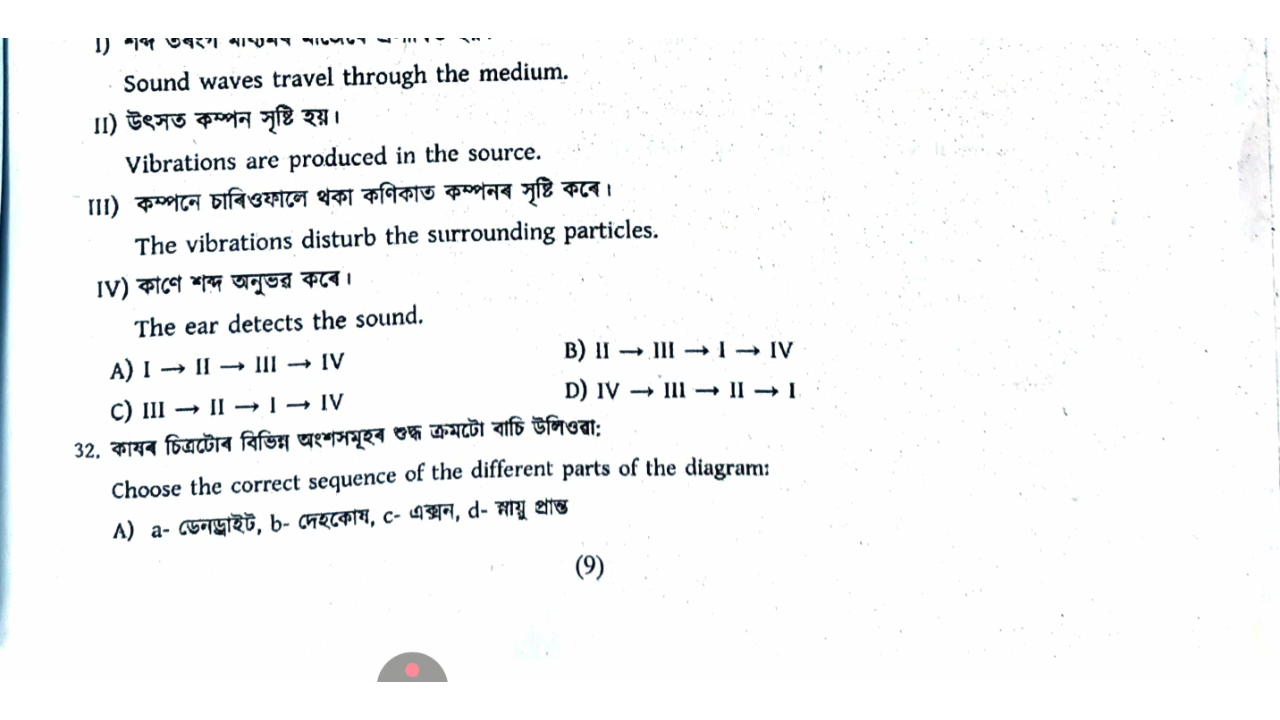 I) শব্দ তৰংগ মাধ্যমৰ মাজেৰে
Sound waves travel through the medium.
II) উৎসত কম্পন সৃষ্টি হয়।
Vibrations are produced in the source.
III) কম্পনে চাৰিওফালে থকা কণিকাত কম্পনৰ সৃষ্টি কৰে।
The vibrations disturb the surrounding particles.
IV) কাণে শব্দ অনুভৱ কৰে।
The ear detects the sound.
A) I → II → III → IV
B) II → III → I → IV
C) III → II → I → IV
D) IV → III → II → I
32. কাষৰ চিত্ৰটোৰ বিভিন্ন অংশসমূহৰ শুদ্ধ ক্ৰমটো বাচি উলিওৱা:
Choose the correct sequence of the different parts of the diagram:
A) a- ডেনড্ৰাইট, b- দেহকোষ, c- এক্সন, d- স্নায়ু প্ৰান্ত
(9)